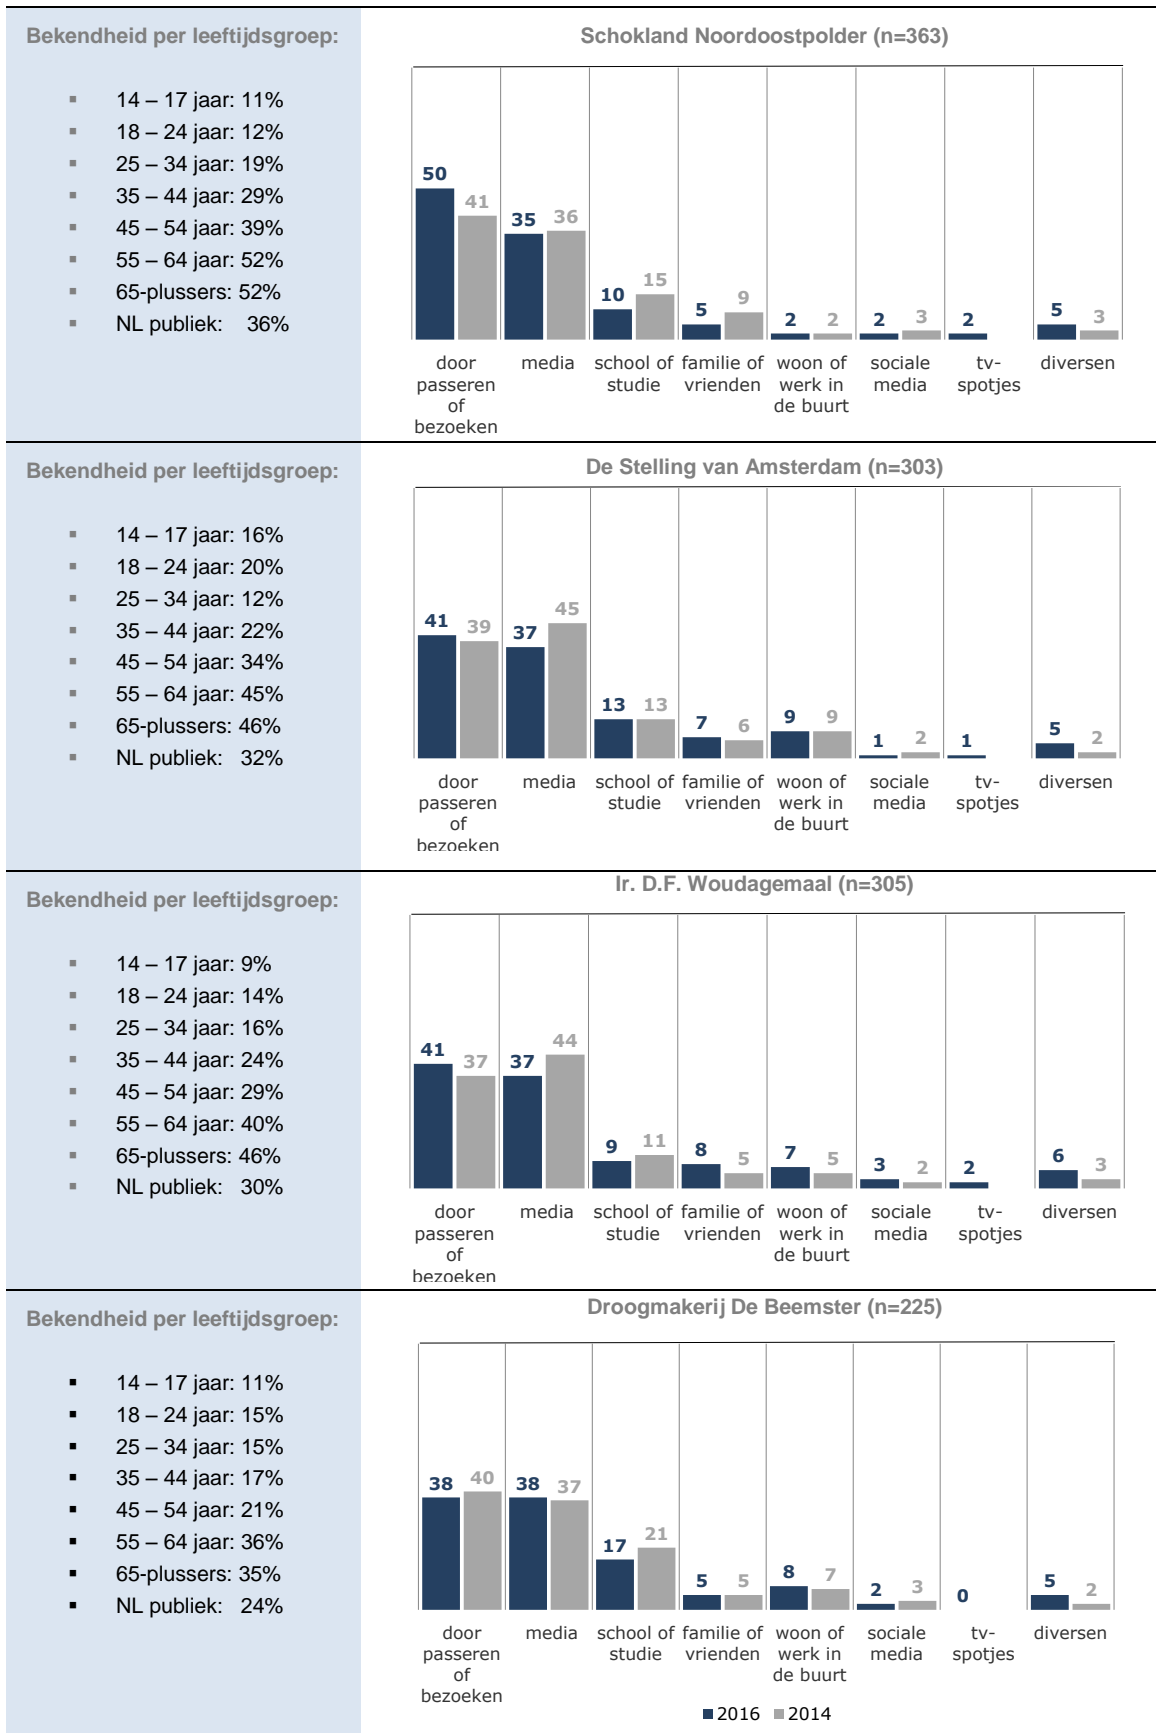 Bekendheid per leeftijdsgroep:
▪ 14 – 17 jaar: 11%
▪ 18 – 24 jaar: 12%
▪ 25 – 34 jaar: 19%
▪ 35 – 44 jaar: 29%
▪ 45 – 54 jaar: 39%
▪ 55 – 64 jaar: 52%
▪ 65-plussers: 52%
▪ NL publiek: 36%
Schokland Noordoostpolder (n=363)
50 41 35 36 10 15 5 9 2 2 2 3 2 5 3
door media school of familie of woon of sociale tv- diversen
passeren studie vrienden werk in media spotjes
of de buurt
bezoeken
Bekendheid per leeftijdsgroep:
▪ 14 – 17 jaar: 16%
▪ 18 – 24 jaar: 20%
▪ 25 – 34 jaar: 12%
▪ 35 – 44 jaar: 22%
▪ 45 – 54 jaar: 34%
▪ 55 – 64 jaar: 45%
▪ 65-plussers: 46%
▪ NL publiek: 32%
De Stelling van Amsterdam (n=303)
41 39 37 45 13 13 7 6 9 9 1 2 1 5 2
door media school of familie of woon of sociale tv- diversen
passeren studie vrienden werk in media spotjes
of de buurt
bezoeken
Bekendheid per leeftijdsgroep:
▪ 14 – 17 jaar: 9%
▪ 18 – 24 jaar: 14%
▪ 25 – 34 jaar: 16%
▪ 35 – 44 jaar: 24%
▪ 45 – 54 jaar: 29%
▪ 55 – 64 jaar: 40%
▪ 65-plussers: 46%
▪ NL publiek: 30%
Ir. D.F. Woudagemaal (n=305)
41 37 37 44 9 11 8 5 7 5 3 2 2 6 3
door media school of familie of woon of sociale tv- diversen
passeren studie vrienden werk in media spotjes
of de buurt
bezoeken
Bekendheid per leeftijdsgroep:
▪ 14 – 17 jaar: 11%
▪ 18 – 24 jaar: 15%
▪ 25 – 34 jaar: 15%
▪ 35 – 44 jaar: 17%
▪ 45 – 54 jaar: 21%
▪ 55 – 64 jaar: 36%
▪ 65-plussers: 35%
▪ NL publiek: 24%
Droogmakerij De Beemster (n=225)
38 40 38 37 17 21 5 5 8 7 2 3 0 5 2
door media school of familie of woon of sociale tv- diversen
passeren studie vrienden werk in media spotjes
of de buurt
bezoeken
2016 2014